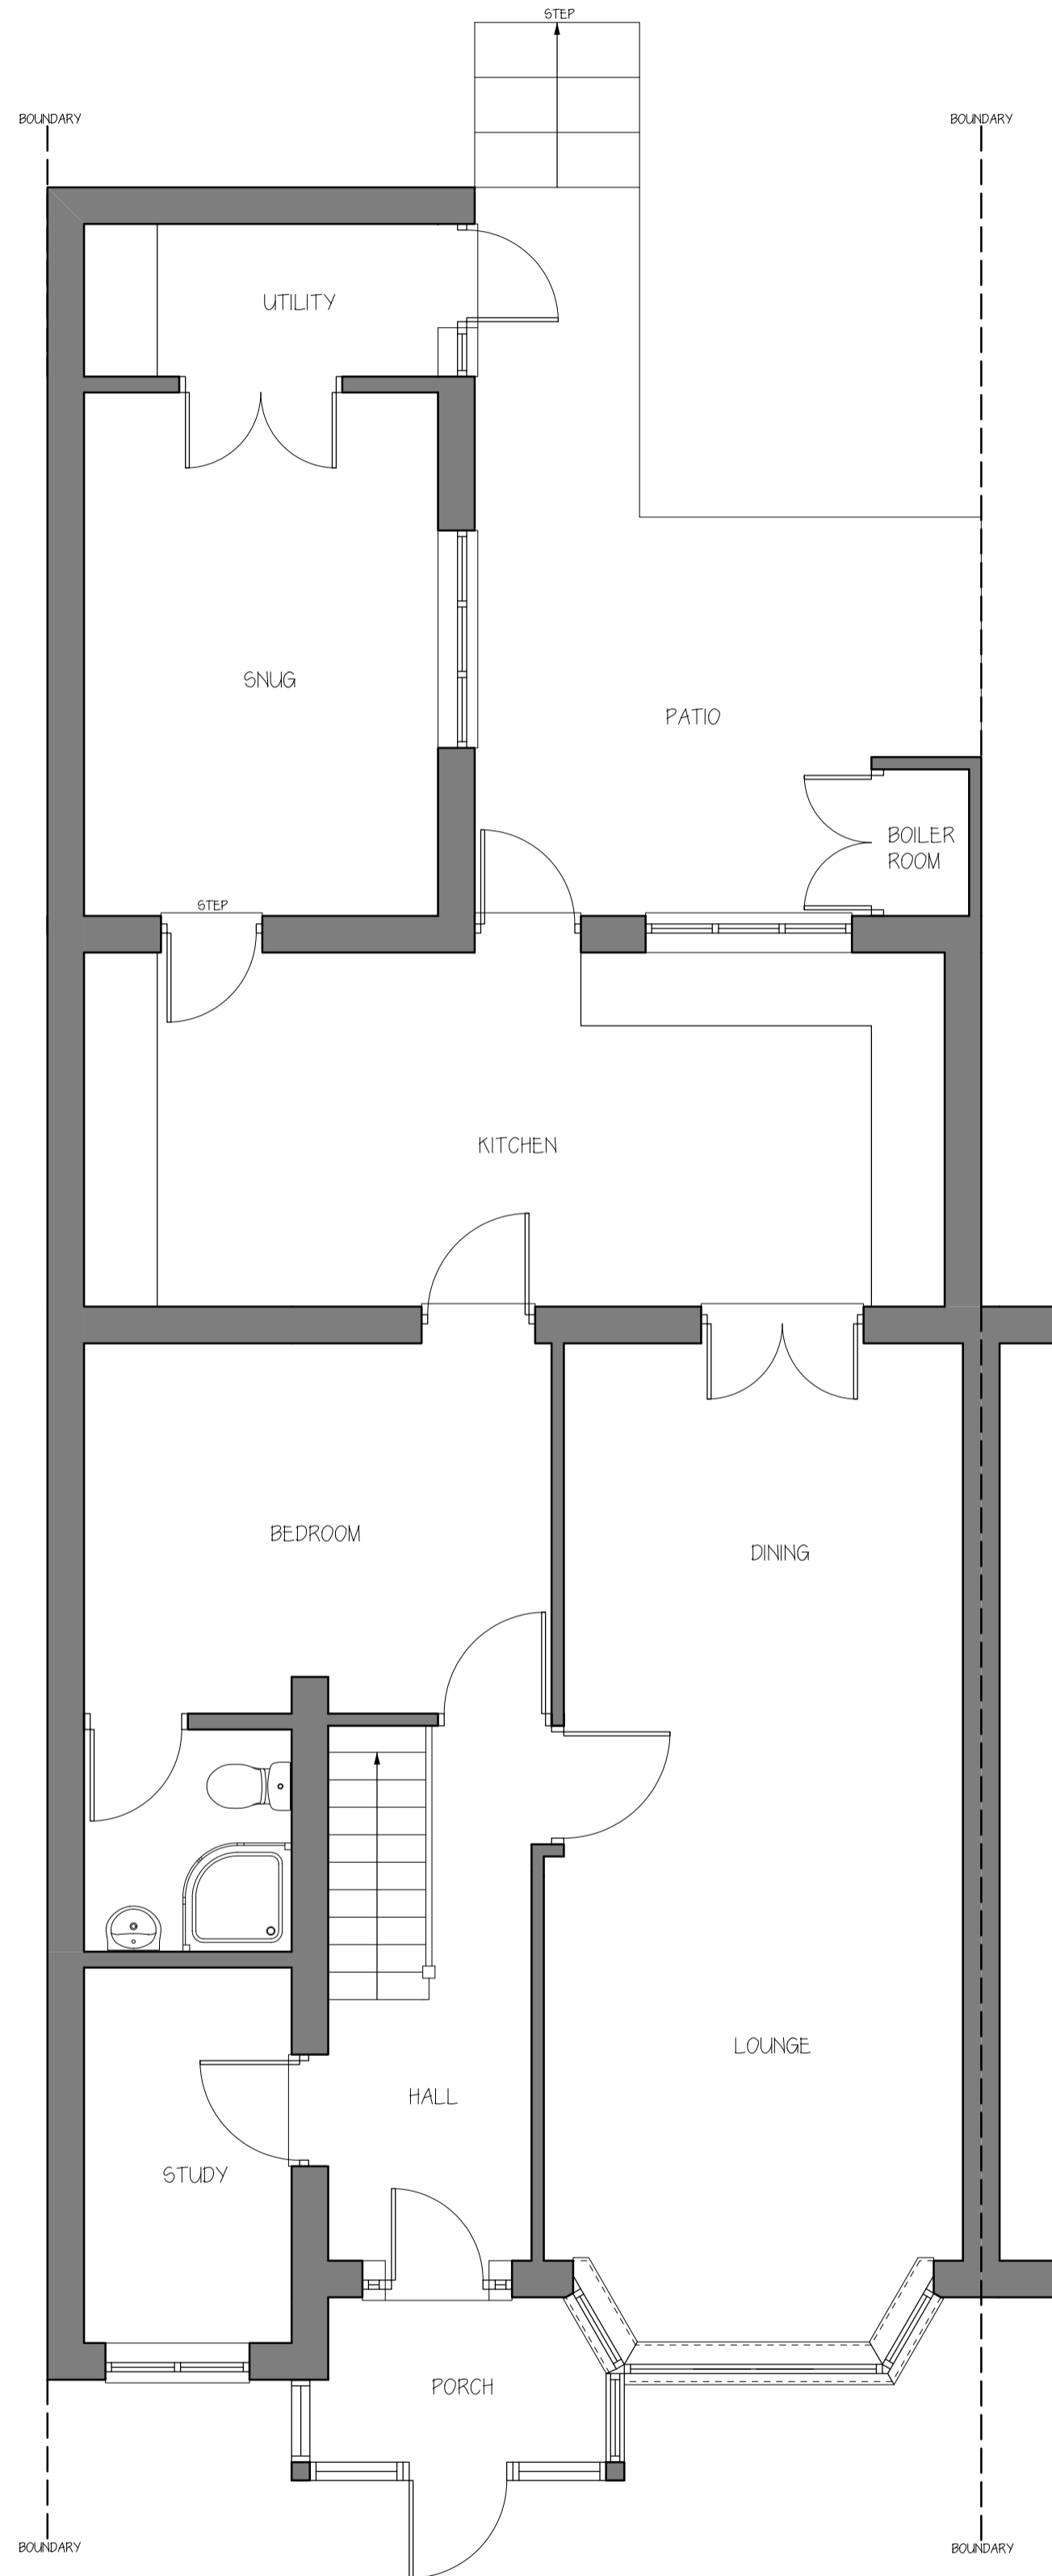 STEP
BOUNDARY
BOUNDARY
UTILITY
SNUG
PATIO
BOILER
ROOM
STEP
KITCHEN
BEDROOM
DINING
LOUNGE
HALL
STUDY
PORCH
BOUNDARY
BOUNDARY